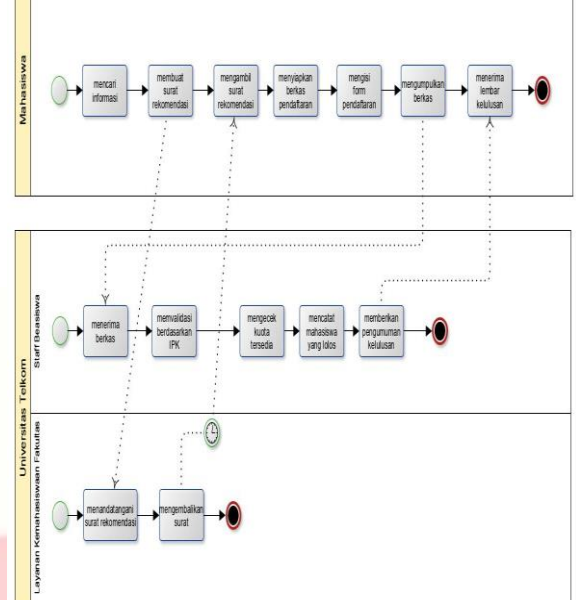 Mahasiswa
mencari
informasi
membuat
surat
rekomendasi
mengambil
surat
rekomendasi
menyiapkan
berkas
pendaftaran
mengisi
form
pendaftaran
mengumpulkan
berkas
menerima
lembar
kelulusan
Universitas Telkom
Staff Beasiswa
menerima
berkas
memvalidasi
berdasarkan
IPK
mengecek
kuota
tersedia
mencatat
mahasiswa
yang lolos
memberikan
pengumuman
kelulusan
Layanan Kemahasiswaan Fakultas
menandatangani
surat rekomendasi
mengembalikan
surat